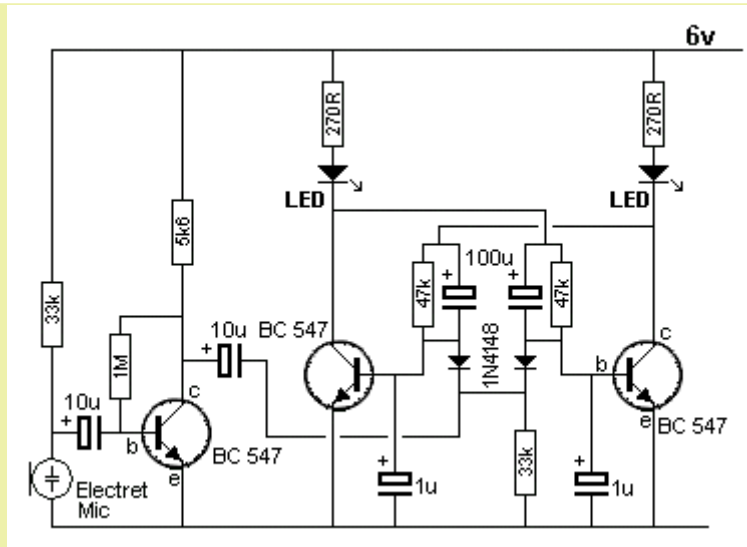 6v
270R
270R
LED
LED
5k6
100u
+
+
33k
47k
47k
10u
BC 547
+
1N4148
c
1M
10u
+
c
b
b
BC 547
e
e
BC 547
+
+
33k
1u
1u
Electret
Mic